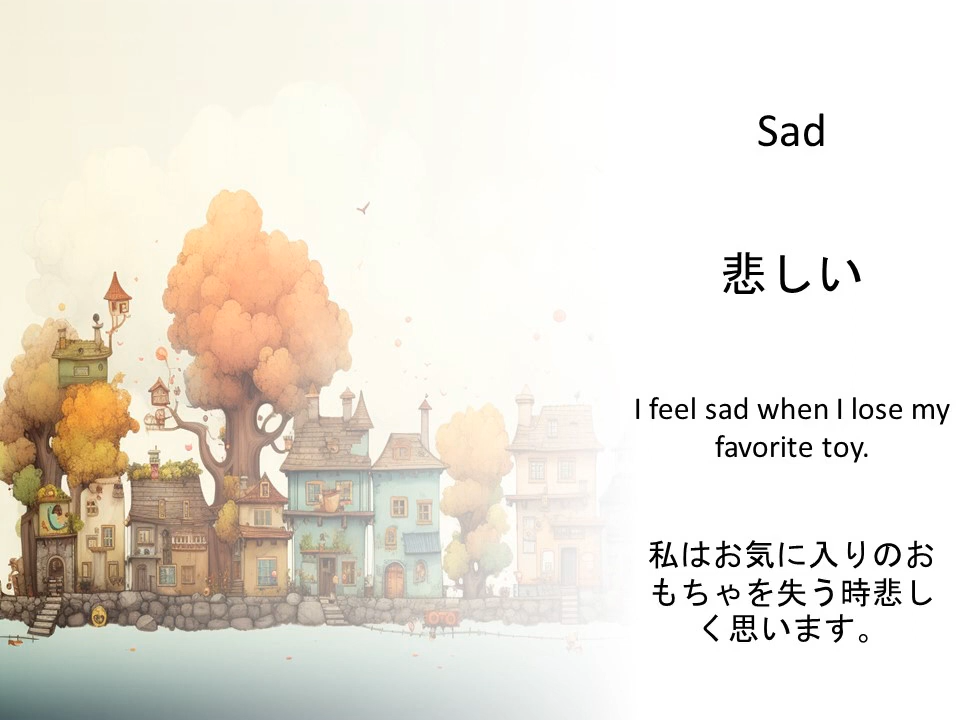 Sad
悲しい
I feel sad when I lose my
favorite toy.
私はお気に入りのお
もちゃを失う時悲し
く思います。